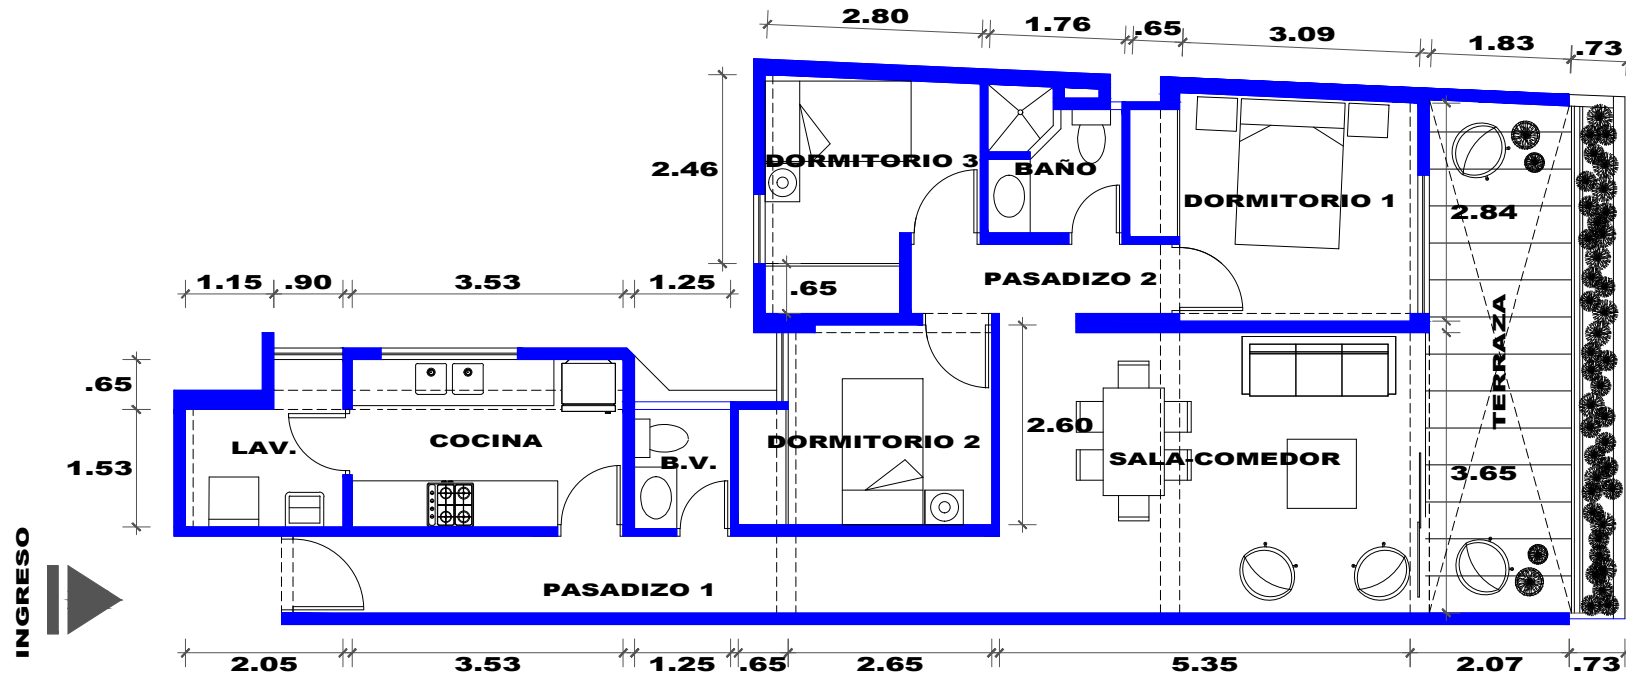 2.80
1.76
.65
3.09
1.83
.73
2.46
DORMITORIO 3
BAÑO
DORMITORIO 1
2.84
1.15
.90
3.53
1.25
.65
PASADIZO 2
TERRAZA
.65
1.53
LAV.
COCINA
B.V.
DORMITORIO 2
2.60
SALA-COMEDOR
3.65
INGRESO
PASADIZO 1
2.05
3.53
1.25
.65
2.65
5.35
2.07
.73